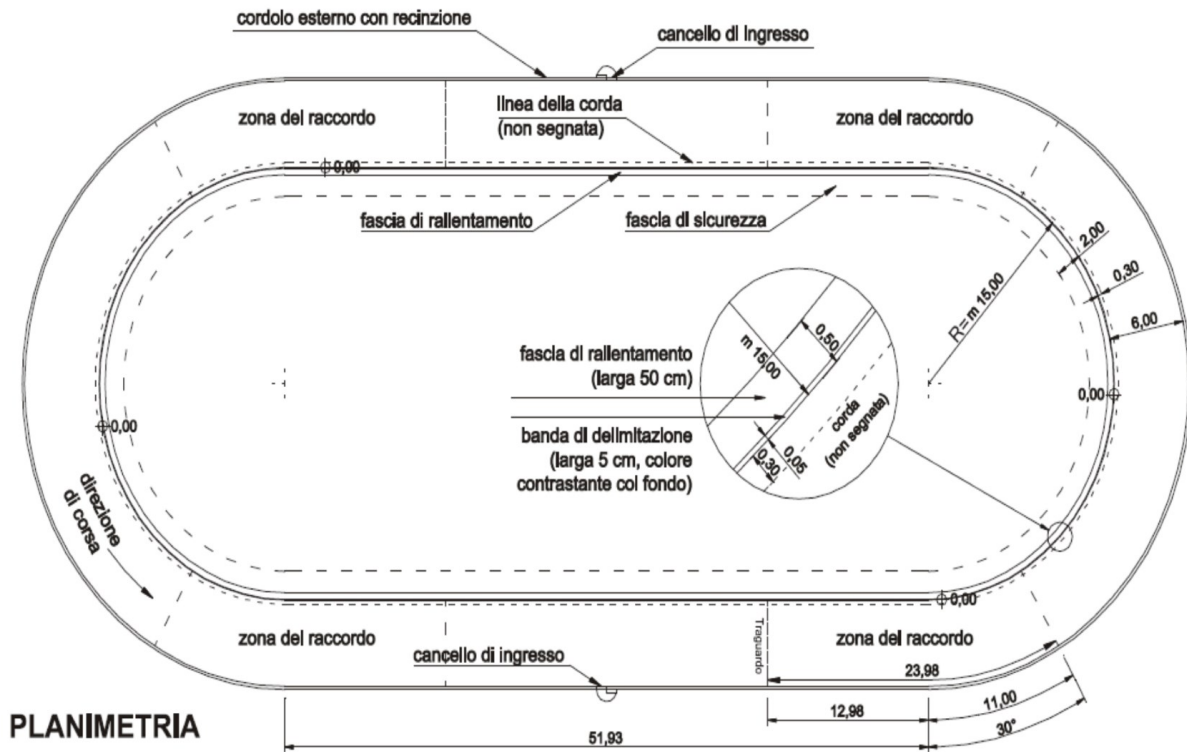 cordolo esterno con recinzione
cancello di Ingresso
zona del raccordo
linea della corda
(non segnata)
zona del raccordo
0,00
fascia di rallentamento
fascia di sicurezza
2,00
0,30
R= m 15,00
6,00
0,50
m 15,00
fascia di rallentamento
(larga 50 cm)
corda
(non segnata)
0,00
0,00
banda di delimitazione
(larga 5 cm, colore
contrastante col fondo)
0,05
0,30
direzione
di corsa
0,00
zona del raccordo
Traguardo
zona del raccordo
cancello di ingresso
23,98
11,00
12,98
30°
51,93
PLANIMETRIA